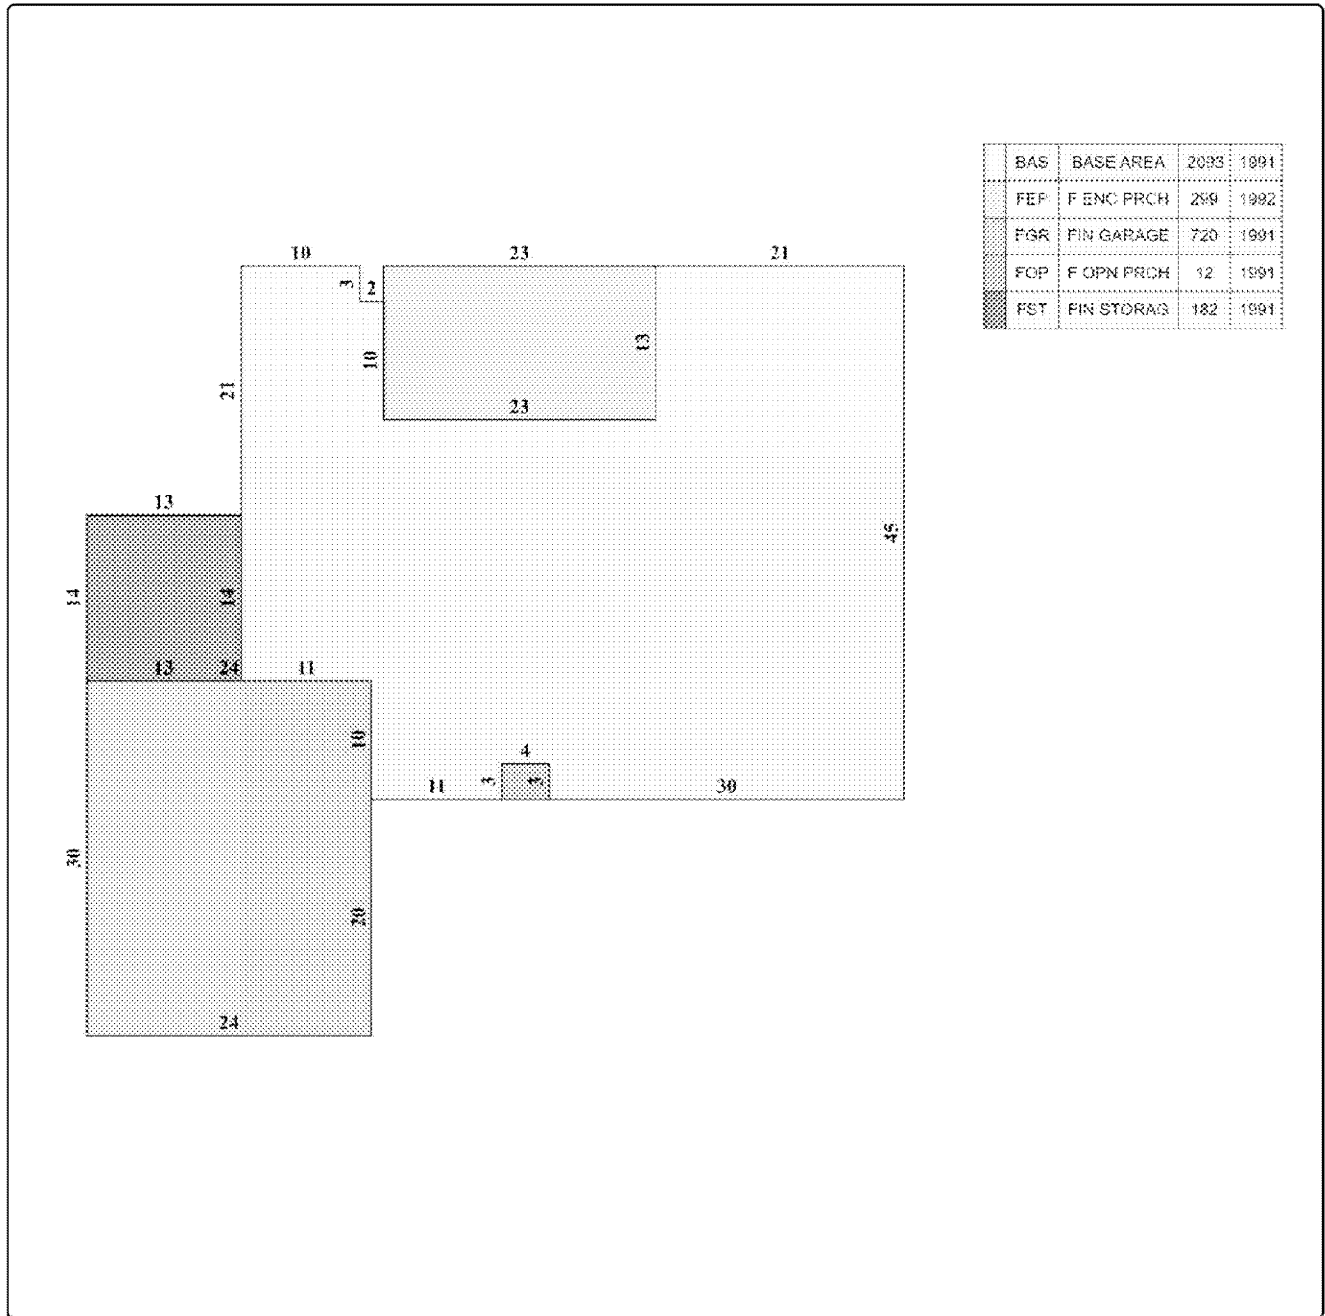 BAS BASE AREA 2093 1991
FEP F ENC PRCH 299 1992
FGR FIN GARAGE 720 1991
FOP F OPN PRCH 12 1991
FST FIN STORAG 182 1991
10 23 21
3 2
13
10
21
23
13
45
14 14
13 24 11
10
4
3 3
11 30
30
20
24